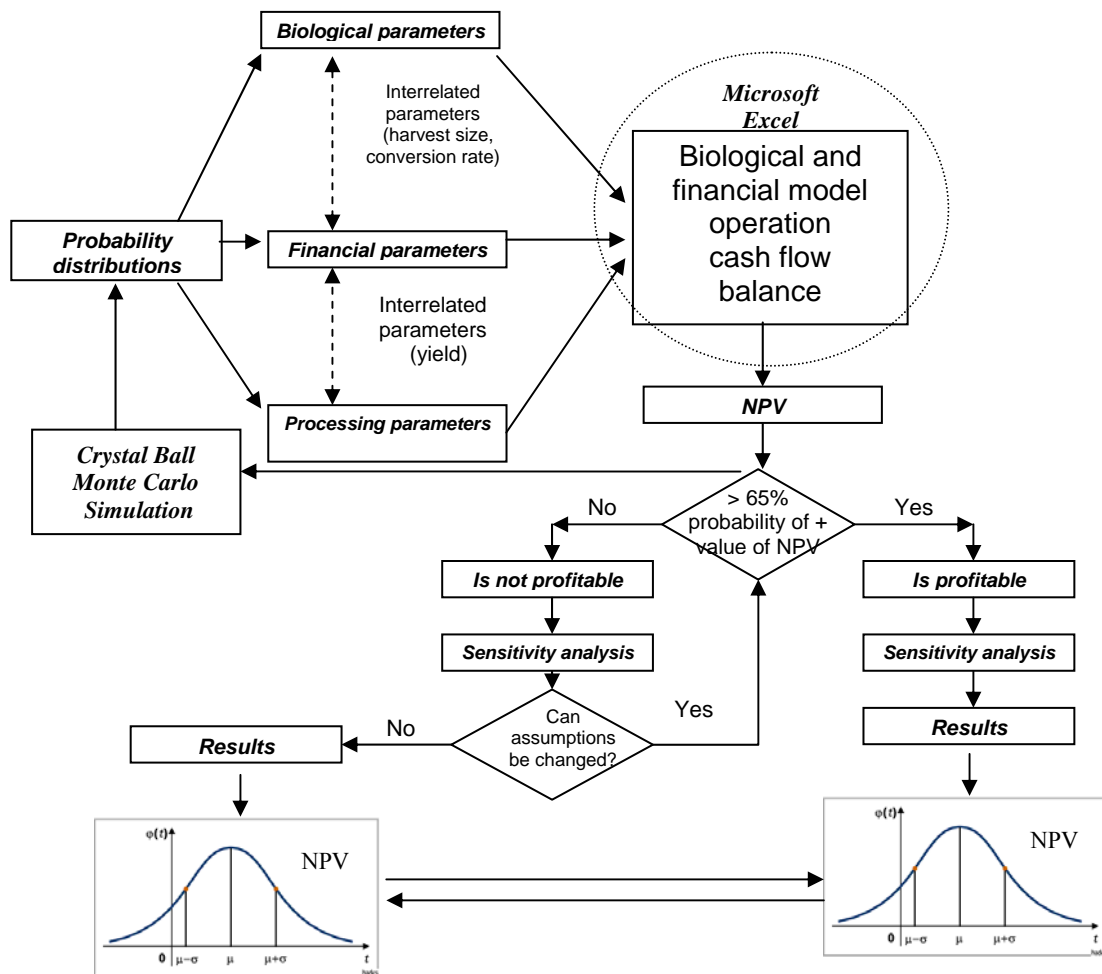 Biological parameters
Interrelated
parameters
(harvest size,
conversion rate)
Microsoft
Excel
Biological and
financial model
operation
cash flow
balance
Probability
distributions
Financial parameters
Interrelated
parameters
(yield)
Processing parameters
NPV
Crystal Ball
Monte Carlo
Simulation
> 65%
probability of +
value of NPV
No
Yes
Is not profitable
Is profitable
Sensitivity analysis
Sensitivity analysis
Can
assumptions
be changed?
No
Yes
Results
Results
φ(t)
NPV
0 μ−σ μ μ+σ t
φ(t)
NPV
0 μ−σ μ μ+σ t